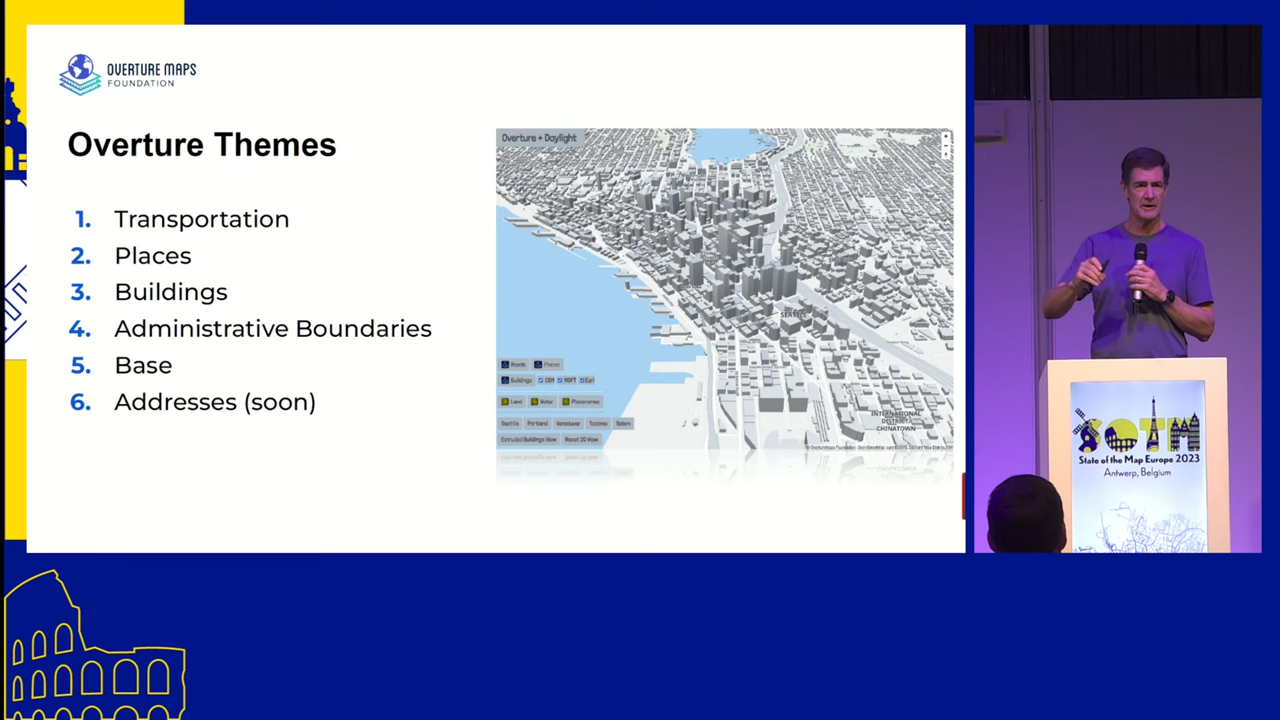 OVERTURE MAPS
FOUNDATION
Overture Themes
1. Transportation
2. Places
3. Buildings
4. Administrative Boundaries
5. Base
6. Addresses (soon)
Overture + Daylight
SEATTLE
INTERNATIONAL
DISTRICT/
CHINATOWN
Roads Places
Buildings OSM MSFT Esri
Land Water Placenames
Seattle Portland Vancouver Tacoma Salem
Extruded Buildings View Reset 2D View
SOTM
State of the Map Europe 2023
Antwerp, Belgium